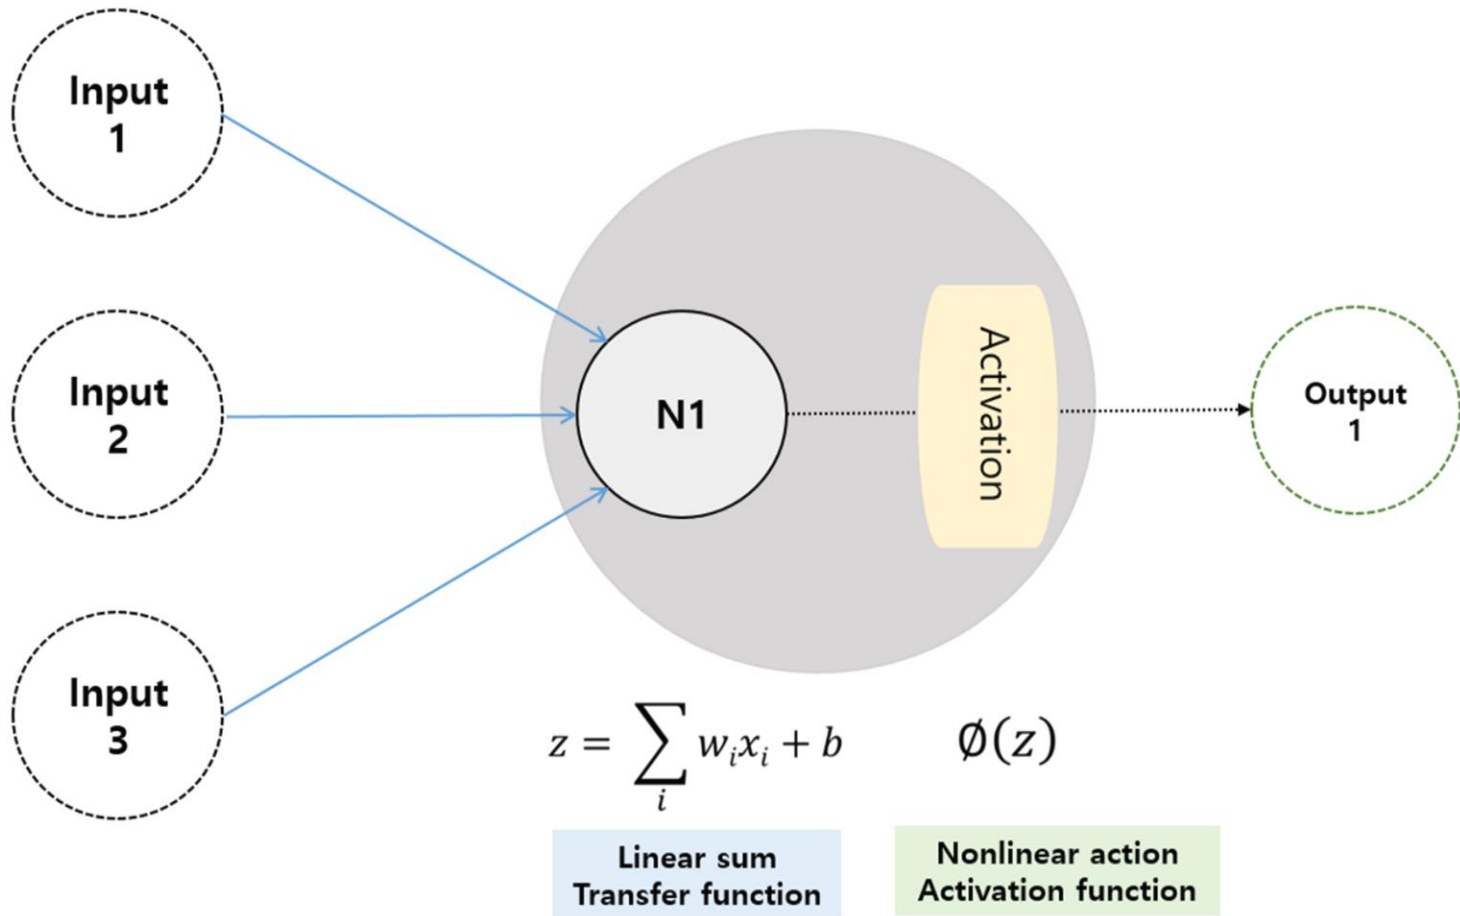 Input
1
Input
2
Input
3
N1
Activation
Output
1
z = ∑ᵢ wᵢxᵢ + b
∅(z)
Linear sum
Transfer function
Nonlinear action
Activation function